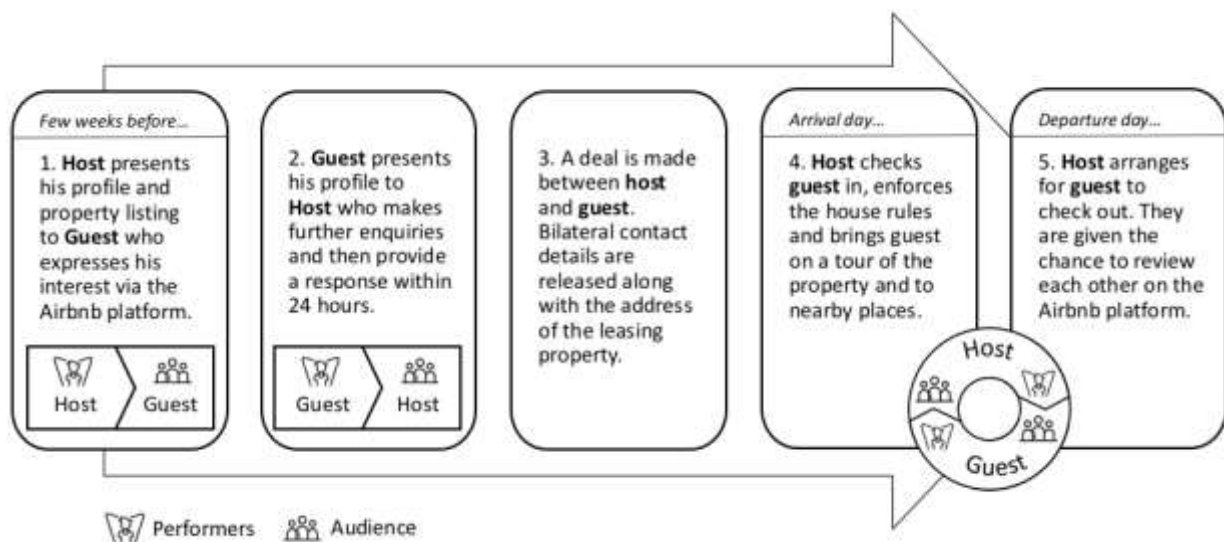 Few weeks before...
1. Host presents
his profile and
property listing
to Guest who
expresses his
interest via the
Airbnb platform.
Host
Guest
2. Guest presents
his profile to
Host who makes
further enquiries
and then provide
a response within
24 hours.
Guest
Host
3. A deal is made
between host
and guest.
Bilateral contact
details are
released along
with the address
of the leasing
property.
Arrival day...
4. Host checks
guest in, enforces
the house rules
and brings guest
on a tour of the
property and to
nearby places.
Departure day...
5. Host arranges
for guest to
check out. They
are given the
chance to review
each other on the
Airbnb platform.
Host
Guest
Performers
Audience